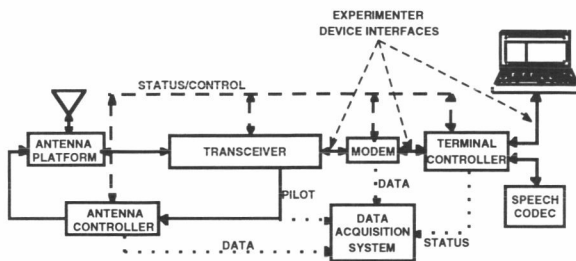 EXPERIMENTER
DEVICE INTERFACES
STATUS/CONTROL
ANTENNA
PLATFORM
TRANSCEIVER
MODEM
TERMINAL
CONTROLLER
PILOT
DATA
SPEECH
CODEC
ANTENNA
CONTROLLER
DATA
ACQUISITION
SYSTEM
DATA
STATUS